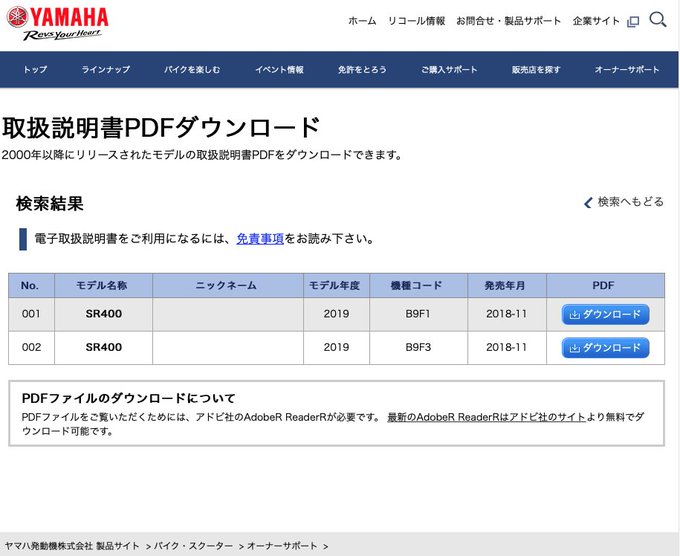 YAMAHA
Revs Your Heart
ホーム リコール情報 お問合せ・製品サポート 企業サイト
トップ ラインナップ バイクを楽しむ イベント情報 免許をとろう ご購入サポート 販売店を探す オーナーサポート
取扱説明書PDFダウンロード
2000年以降にリリースされたモデルの取扱説明書PDFをダウンロードできます。
検索結果 検索へもどる
電子取扱説明書をご利用になるには、免責事項をお読み下さい。
No. モデル名称 ニックネーム モデル年度 機種コード 発売年月 PDF
001 SR400 2019 B9F1 2018-11 ダウンロード
002 SR400 2019 B9F3 2018-11 ダウンロード
PDFファイルのダウンロードについて
PDFファイルをご覧いただくためには、アドビ社のAdobeR ReaderRが必要です。 最新のAdobeR ReaderRはアドビ社のサイトより無料でダ
ウンロード可能です。
ヤマハ発動機株式会社 製品サイト > バイク・スクーター > オーナーサポート >